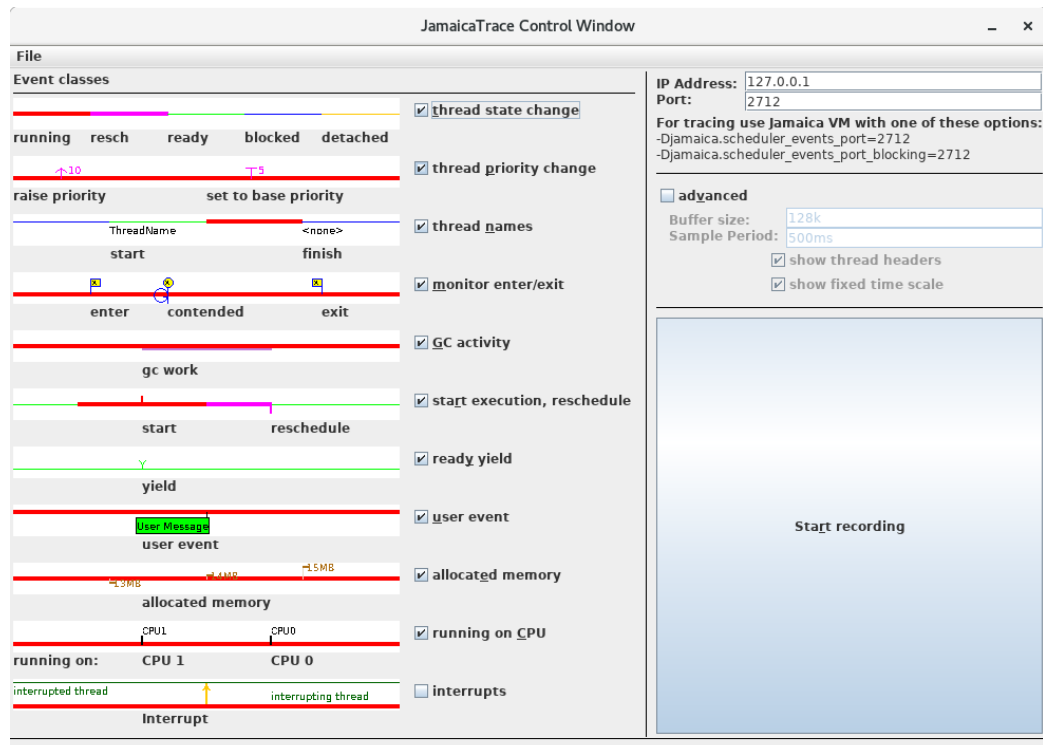 JamaicaTrace Control Window
File
Event classes
running resch ready blocked detached
thread state change
10 5
raise priority set to base priority
thread priority change
ThreadName <none>
start finish
thread names
x x x
enter contended exit
monitor enter/exit
gc work
GC activity
start reschedule
start execution, reschedule
Y
yield
ready yield
User Message
user event
user event
13MB 14MB 15MB
allocated memory
allocated memory
CPU1 CPU0
running on: CPU 1 CPU 0
running on CPU
interrupted thread interrupting thread
Interrupt
interrupts
IP Address: 127.0.0.1
Port: 2712
For tracing use Jamaica VM with one of these options:
-Djamaica.scheduler_events_port=2712
-Djamaica.scheduler_events_port_blocking=2712
advanced
Buffer size: 128k
Sample Period: 500ms
show thread headers
show fixed time scale
Start recording